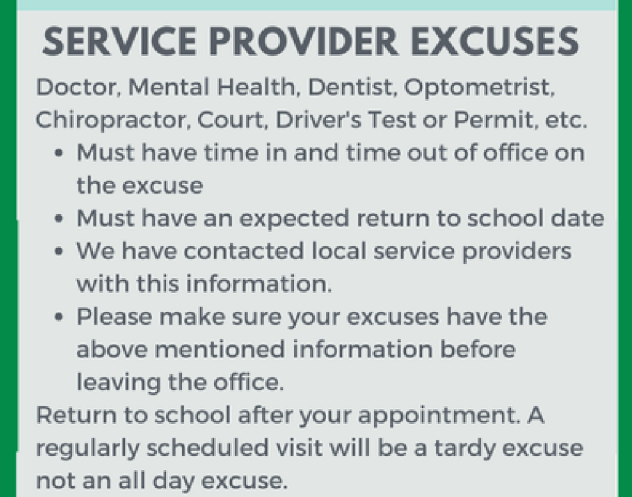 SERVICE PROVIDER EXCUSES
Doctor, Mental Health, Dentist, Optometrist,
Chiropractor, Court, Driver's Test or Permit, etc.
• Must have time in and time out of office on
the excuse
• Must have an expected return to school date
• We have contacted local service providers
with this information.
• Please make sure your excuses have the
above mentioned information before
leaving the office.
Return to school after your appointment. A
regularly scheduled visit will be a tardy excuse
not an all day excuse.